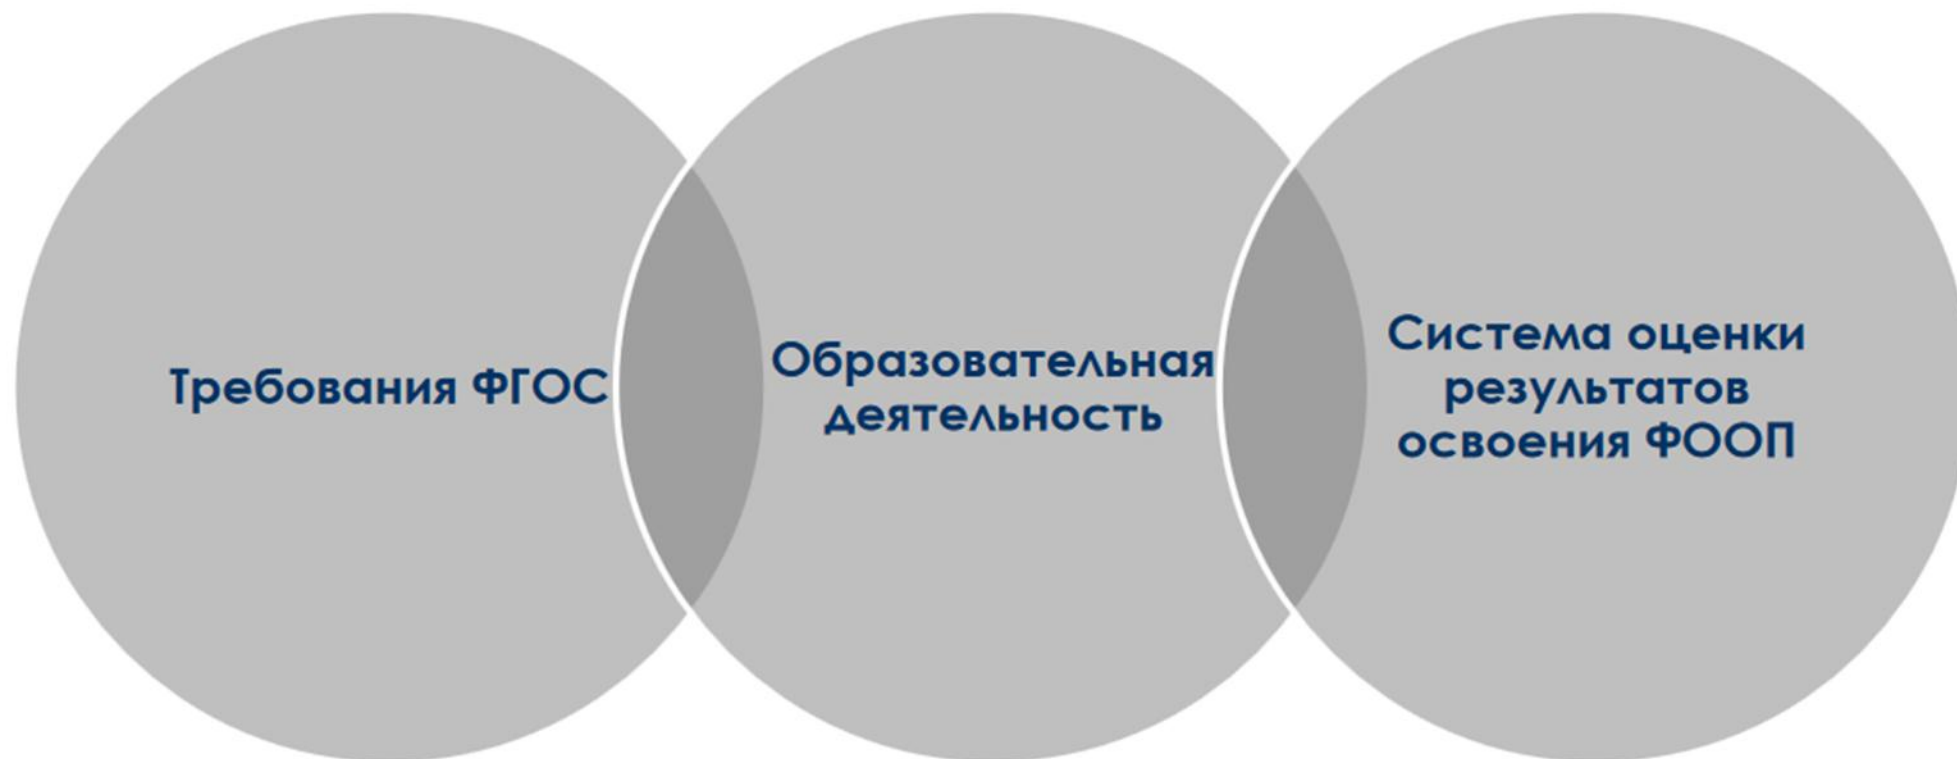 Требования ФГОС
Образовательная
деятельность
Система оценки
результатов
освоения ФООП